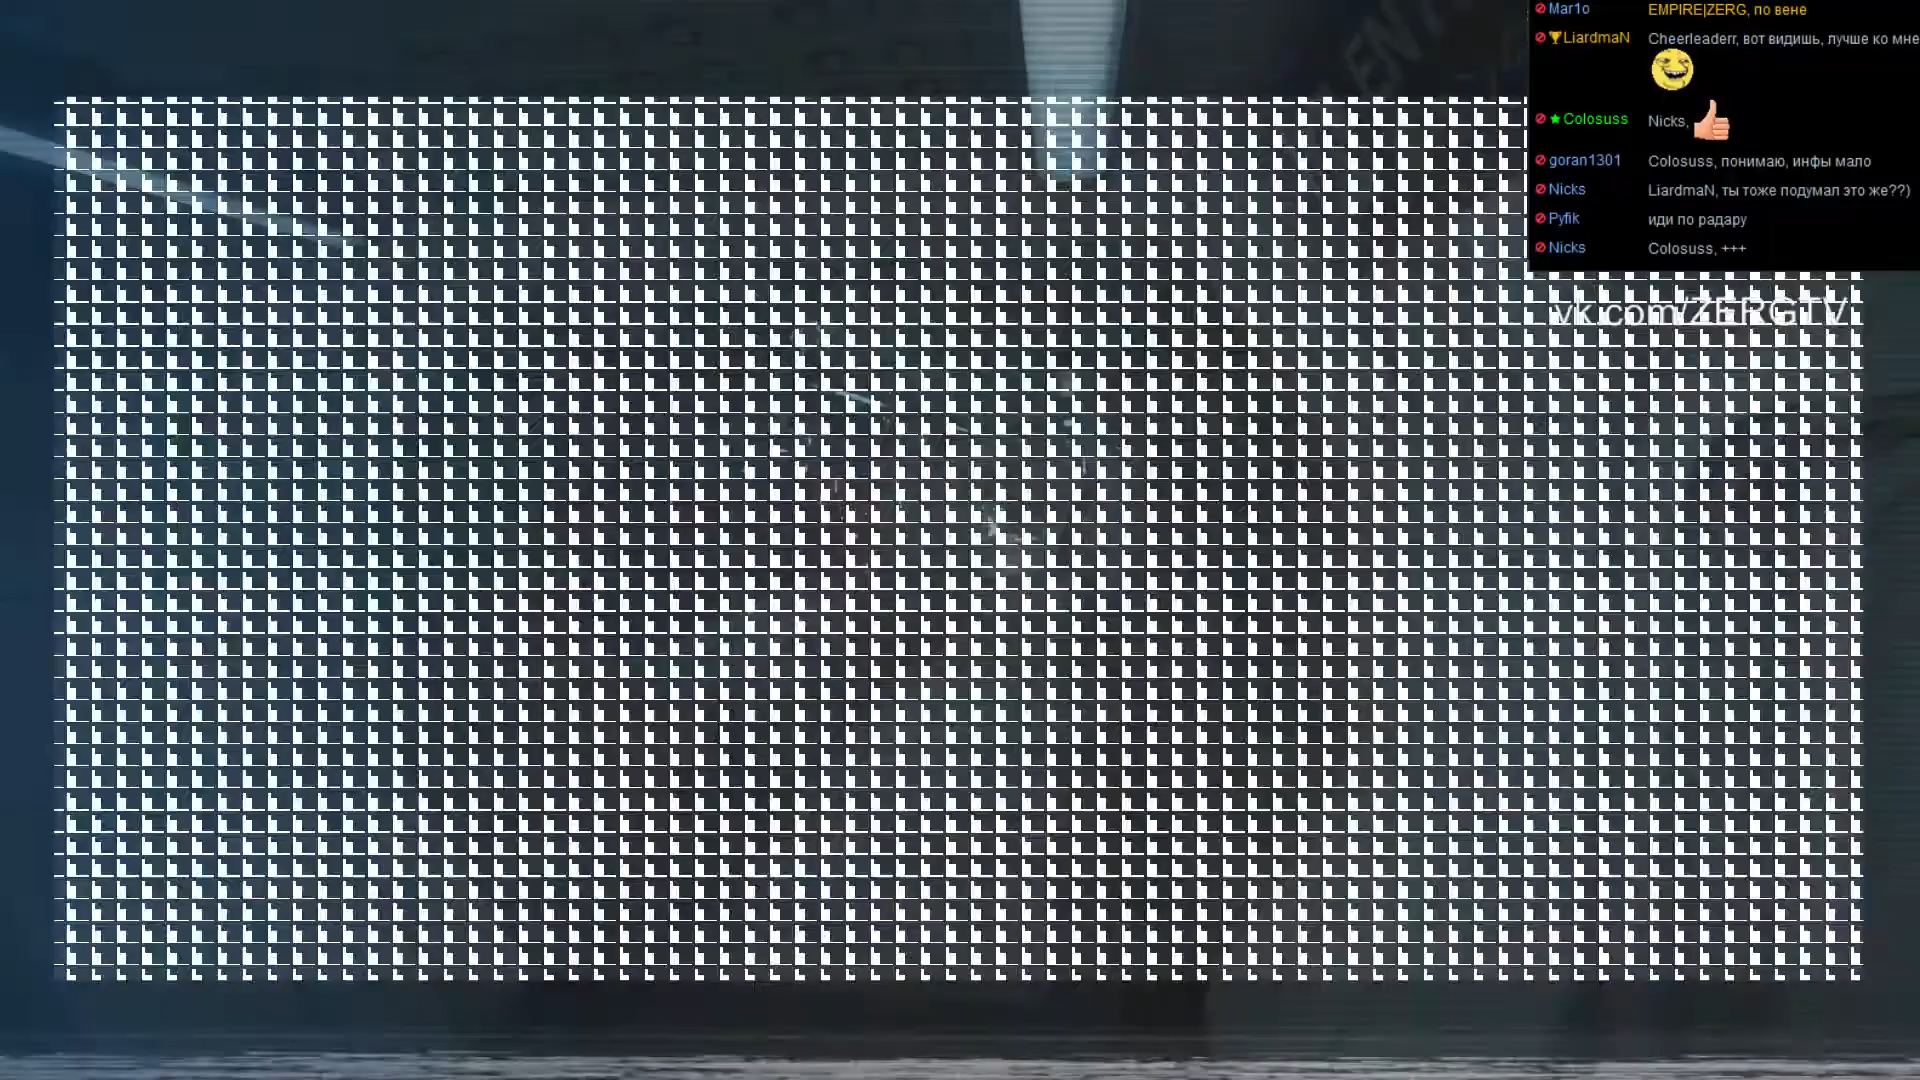 Mar1o EMPIRE|ZERG, по вене
LiardmaN Cheerleaderr, вот видишь, лучше ко мне
Colosuss Nicks,
goran1301 Colosuss, понимаю, инфы мало
Nicks LiardmaN, ты тоже подумал это же??)
Pyfik иди по радару
Nicks Colosuss, +++
vk.com/ZERGTV